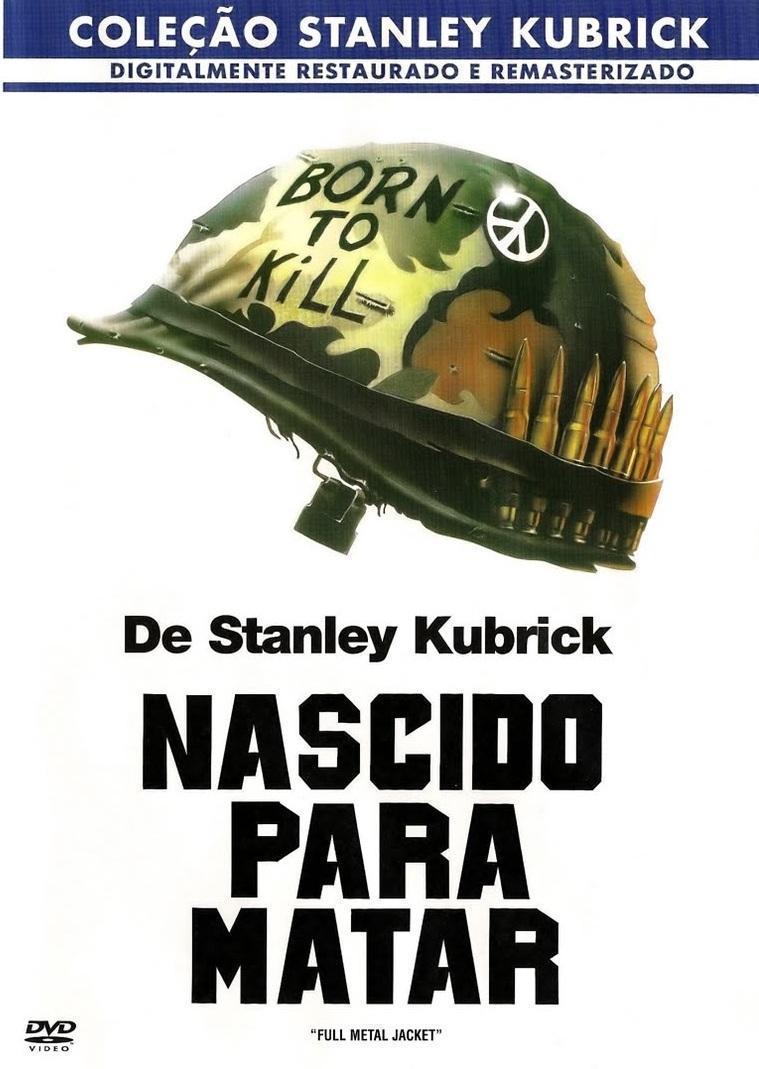 COLEÇÃO STANLEY KUBRICK
DIGITALMENTE RESTAURADO E REMASTERIZADO
BORN
TO
KiLL
De Stanley Kubrick
NASCIDO
PARA
MATAR
"FULL METAL JACKET"
DVD
VIDEO